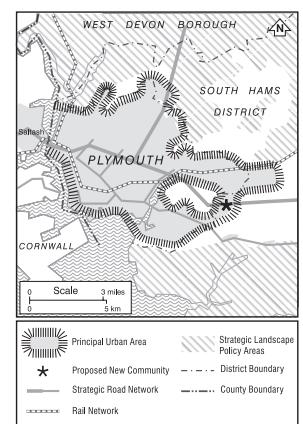 WEST DEVON BOROUGH
N
SOUTH HAMS
DISTRICT
Saltash
PLYMOUTH
CORNWALL
0 Scale 3 miles
0 5 km
Principal Urban Area
Strategic Landscape
Policy Areas
Proposed New Community
District Boundary
Strategic Road Network
County Boundary
Rail Network